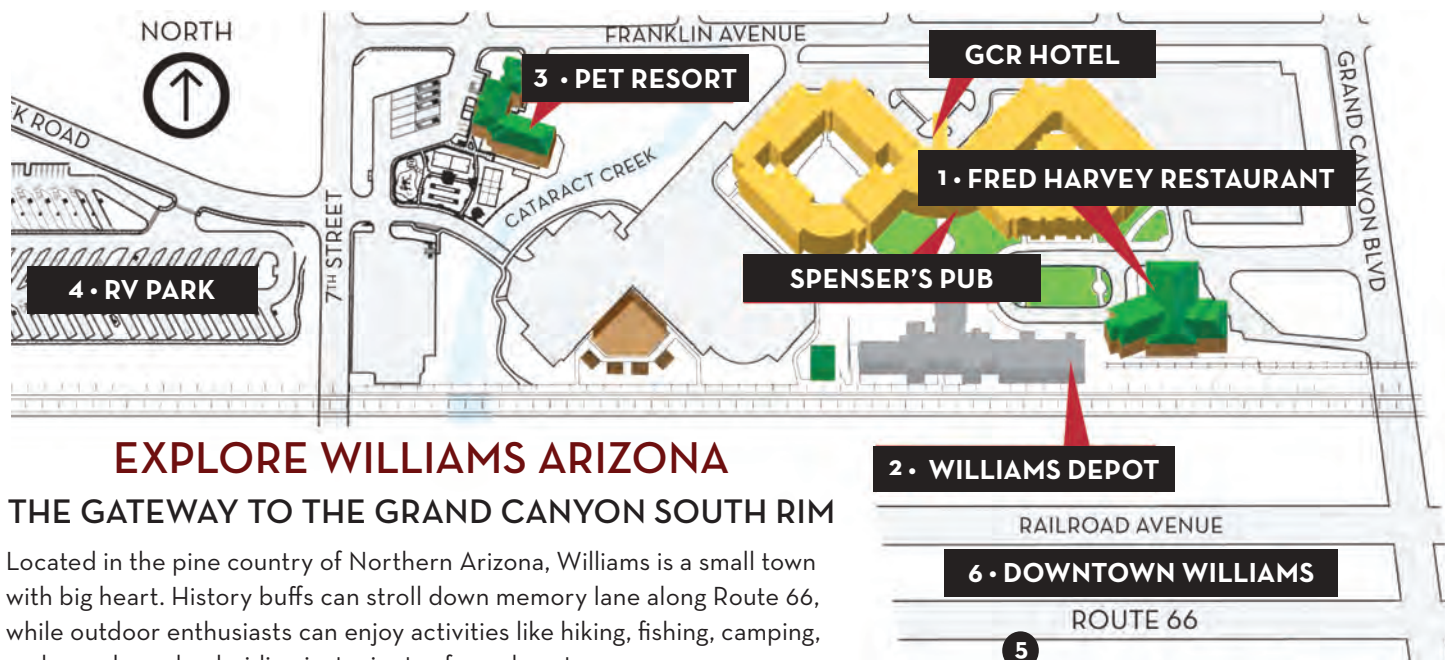 NORTH
FRANKLIN AVENUE
GCR HOTEL
3 • PET RESORT
GRAND CANYON BLVD
EK ROAD
CATARACT CREEK
1 • FRED HARVEY RESTAURANT
7TH STREET
SPENSER'S PUB
4 • RV PARK
EXPLORE WILLIAMS ARIZONA
2 • WILLIAMS DEPOT
THE GATEWAY TO THE GRAND CANYON SOUTH RIM
RAILROAD AVENUE
Located in the pine country of Northern Arizona, Williams is a small town
with big heart. History buffs can stroll down memory lane along Route 66,
while outdoor enthusiasts can enjoy activities like hiking, fishing, camping,
6 • DOWNTOWN WILLIAMS
ROUTE 66
5